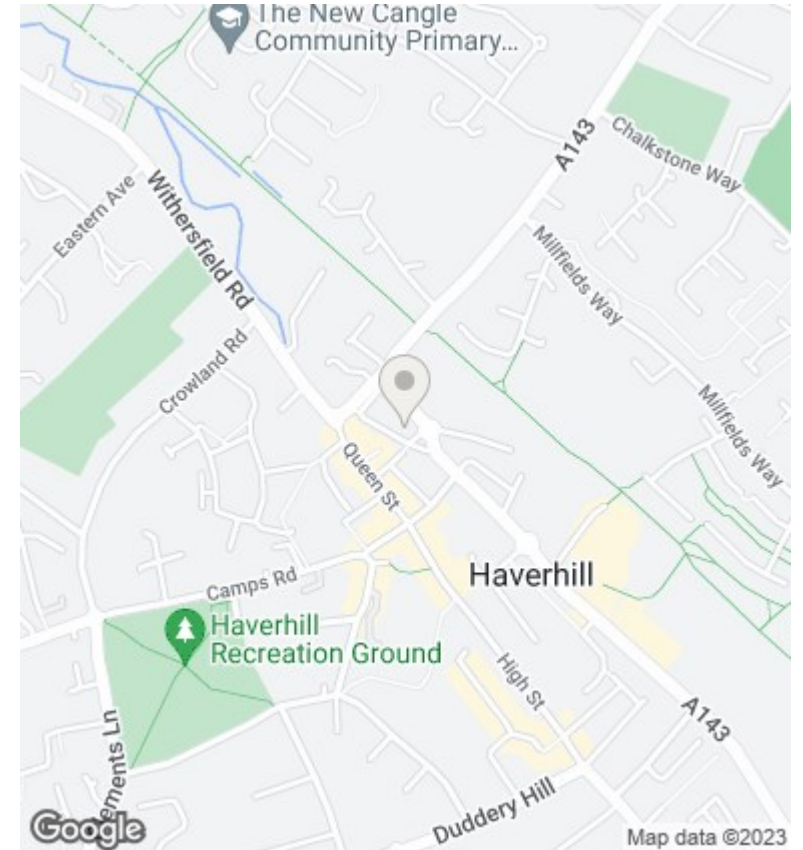 The New Cangle
Community Primary...
A143
Chalkstone Way
Eastern Ave
Withersfield Rd
Millfields Way
Crowland Rd
Millfields Way
Queen St
Haverhill
Camps Rd
Haverhill
Recreation Ground
High St
A143
ements Ln
Duddery Hill
Google
Map data ©2023